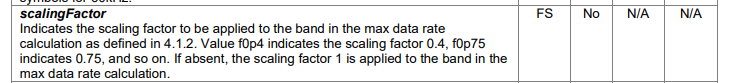 scalingFactor
Indicates the scaling factor to be applied to the band in the max data rate
calculation as defined in 4.1.2. Value f0p4 indicates the scaling factor 0.4, f0p75
indicates 0.75, and so on. If absent, the scaling factor 1 is applied to the band in the
max data rate calculation.
FS
No
N/A
N/A